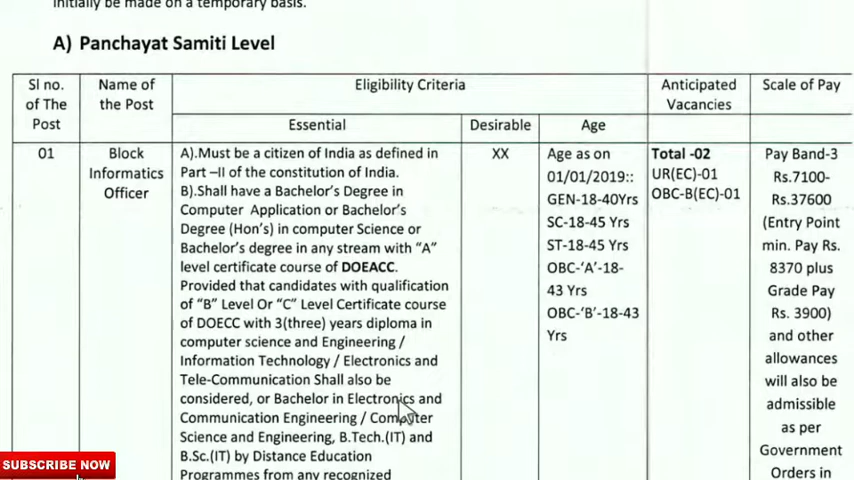 initially be made on a temporary basis.
A) Panchayat Samiti Level
Sl no. of The Post
Name of the Post
Eligibility Criteria
Anticipated Vacancies
Scale of Pay
Essential
Desirable
Age
01
Block
Informatics
Officer
A).Must be a citizen of India as defined in
Part –II of the constitution of India.
B).Shall have a Bachelor's Degree in
Computer Application or Bachelor's
Degree (Hon's) in computer Science or
Bachelor's degree in any stream with "A"
level certificate course of DOEACC.
Provided that candidates with qualification
of "B" Level Or "C" Level Certificate course
of DOECC with 3(three) years diploma in
computer science and Engineering /
Information Technology / Electronics and
Tele-Communication Shall also be
considered, or Bachelor in Electronics and
Communication Engineering / Computer
Science and Engineering, B.Tech.(IT) and
B.Sc.(IT) by Distance Education
Programmes from any recognized
XX
Age as on
01/01/2019::
GEN-18-40Yrs
SC-18-45 Yrs
ST-18-45 Yrs
OBC-'A'-18-
43 Yrs
OBC-'B'-18-43
Yrs
Total -02
UR(EC)-01
OBC-B(EC)-01
Pay Band-3
Rs.7100-
Rs.37600
(Entry Point
min. Pay Rs.
8370 plus
Grade Pay
Rs. 3900)
and other
allowances
will also be
admissible
as per
Government
Orders in
SUBSCRIBE NOW